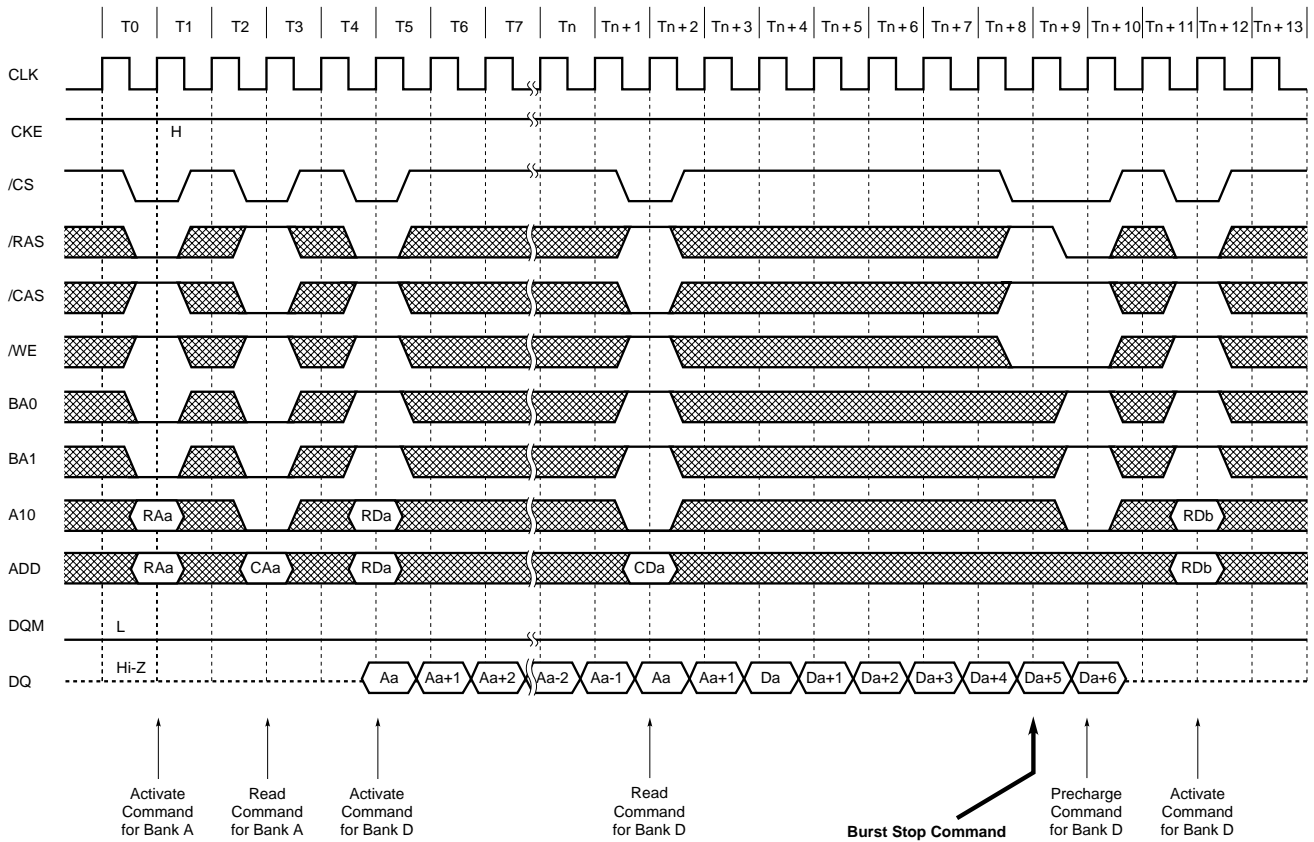 T0 T1 T2 T3 T4 T5 T6 T7 Tn Tn + 1 Tn + 2 Tn + 3 Tn + 4 Tn + 5 Tn + 6 Tn + 7 Tn + 8 Tn + 9 Tn + 10 Tn + 11 Tn + 12 Tn + 13
CLK
CKE H
/CS
/RAS
/CAS
/WE
BA0
BA1
A10 RAa RDa RDb
ADD RAa CAa RDa CDa RDb
DQM L
DQ Hi-Z Aa Aa+1 Aa+2 Aa-2 Aa-1 Aa Aa+1 Da Da+1 Da+2 Da+3 Da+4 Da+5 Da+6
Activate
Command
for Bank A
Read
Command
for Bank A
Activate
Command
for Bank D
Read
Command
for Bank D
Burst Stop Command
Precharge
Command
for Bank D
Activate
Command
for Bank D